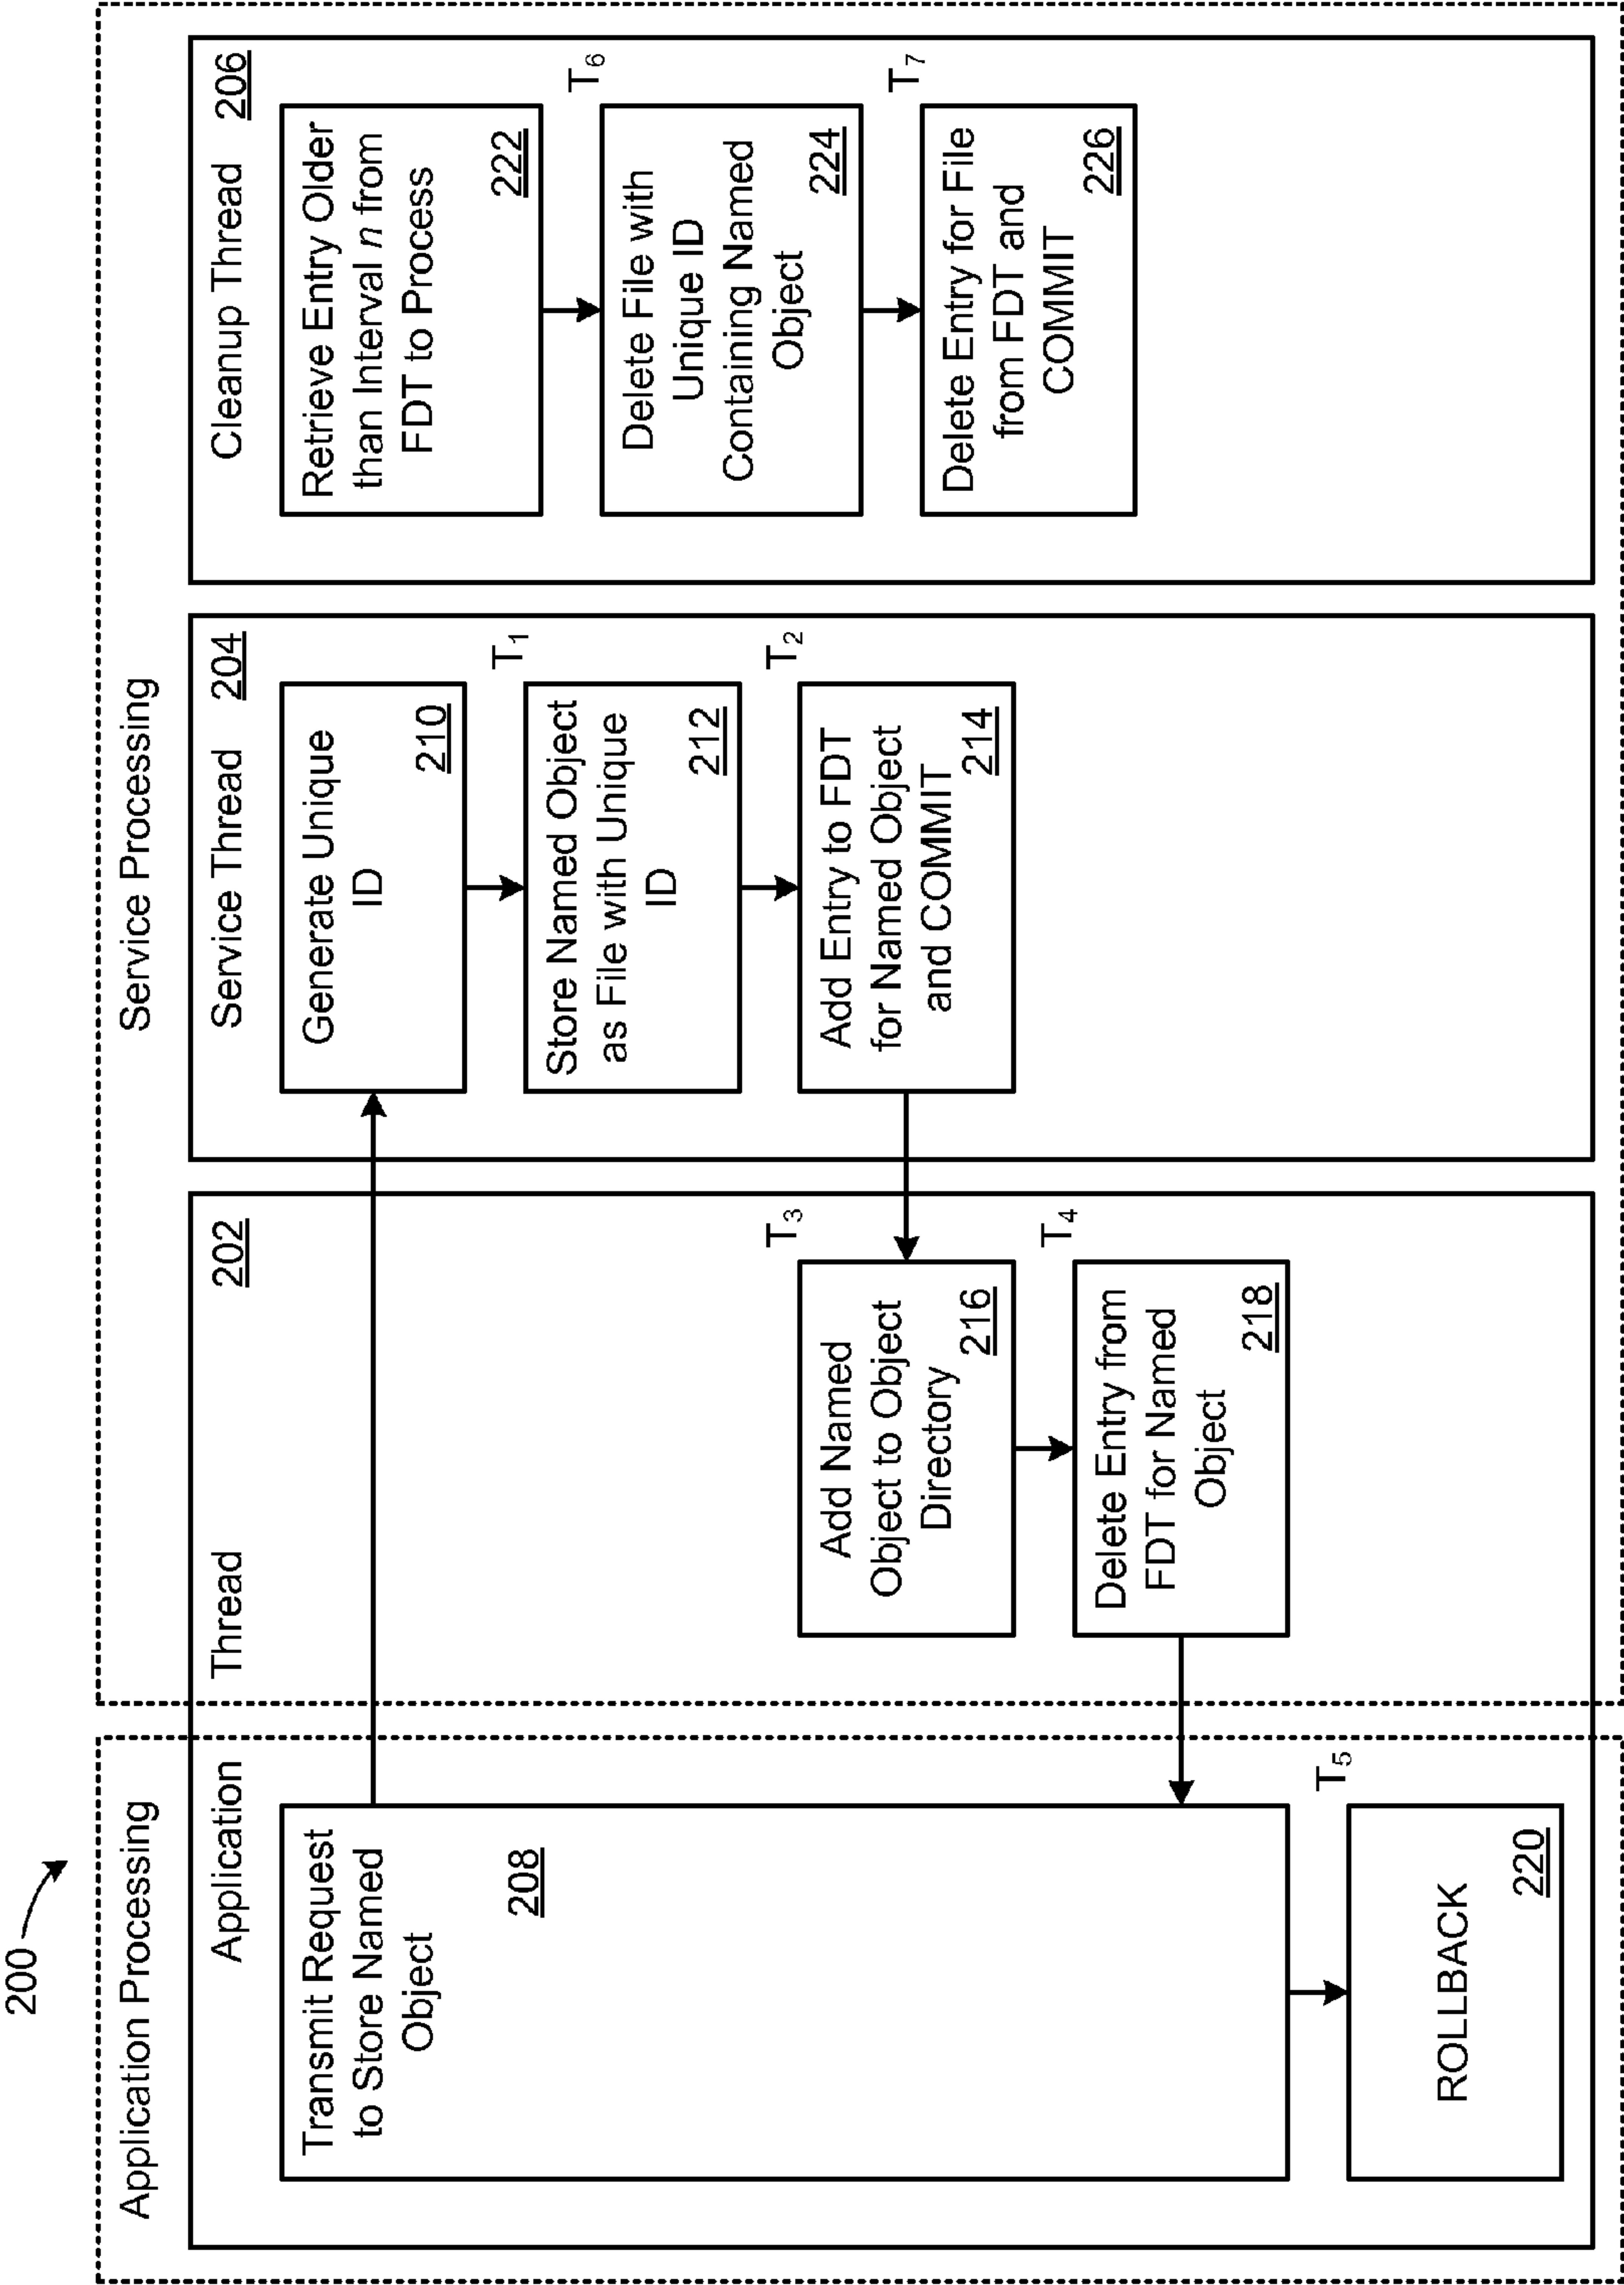 200
Application Processing
Service Processing
Application
Thread
202
Service Thread
204
Cleanup Thread
206
Transmit Request
to Store Named
Object
208
Generate Unique
ID
210
T1
Store Named Object
as File with Unique
ID
212
T2
Add Entry to FDT
for Named Object
and COMMIT
214
T3
Add Named
Object to Object
Directory
216
T4
Delete Entry from
FDT for Named
Object
218
T5
ROLLBACK
220
Retrieve Entry Older
than Interval n from
FDT to Process
222
T6
Delete File with
Unique ID
Containing Named
Object
224
T7
Delete Entry for File
from FDT and
COMMIT
226